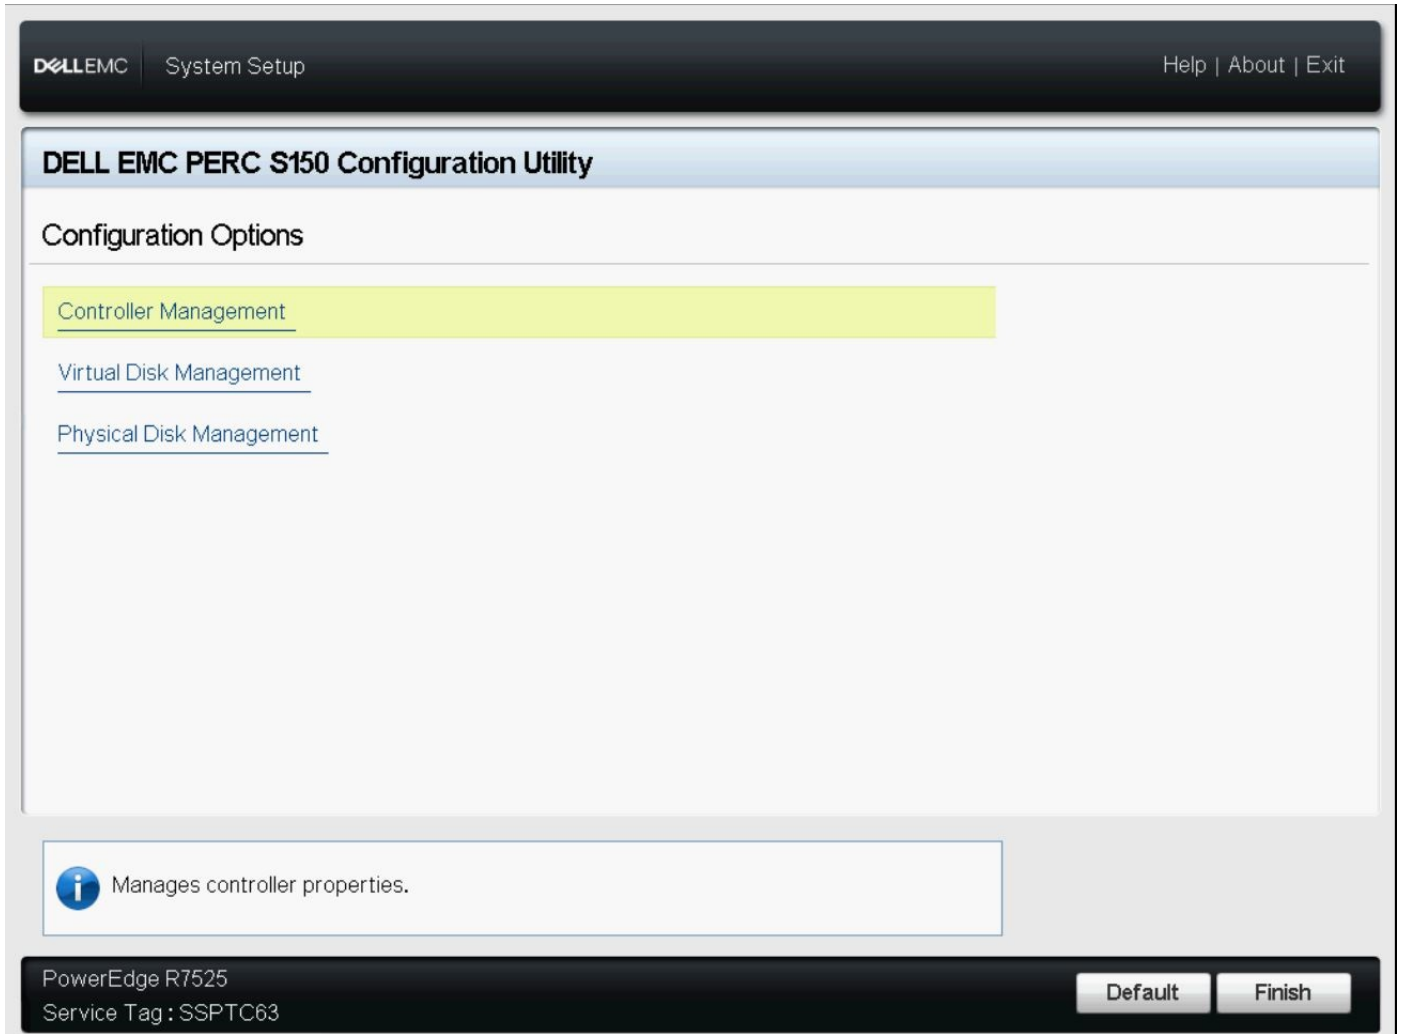 DELLEMC System Setup Help | About | Exit
DELL EMC PERC S150 Configuration Utility
Configuration Options
Controller Management
Virtual Disk Management
Physical Disk Management
Manages controller properties.
PowerEdge R7525
Service Tag : SSPTC63
Default Finish